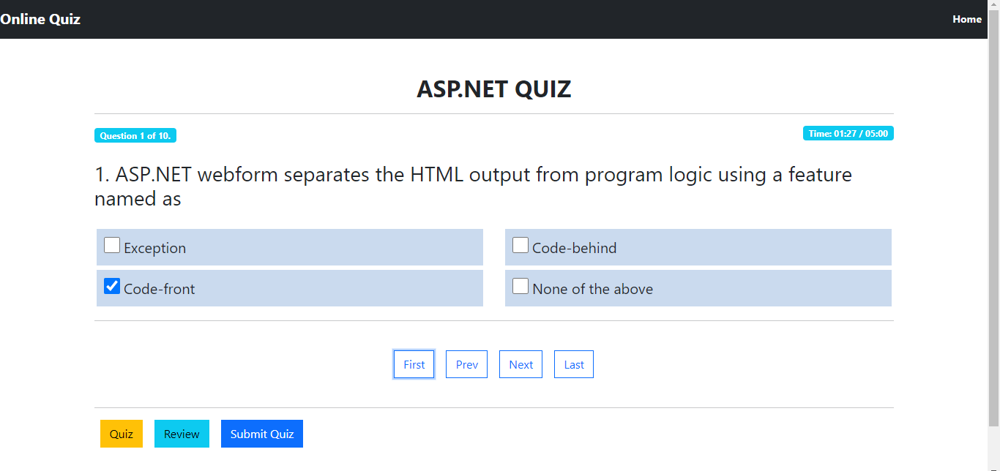 Online Quiz
Home
ASP.NET QUIZ
Question 1 of 10.
Time: 01:27 / 05:00
1. ASP.NET webform separates the HTML output from program logic using a feature
named as
Exception
Code-behind
Code-front
None of the above
First
Prev
Next
Last
Quiz
Review
Submit Quiz